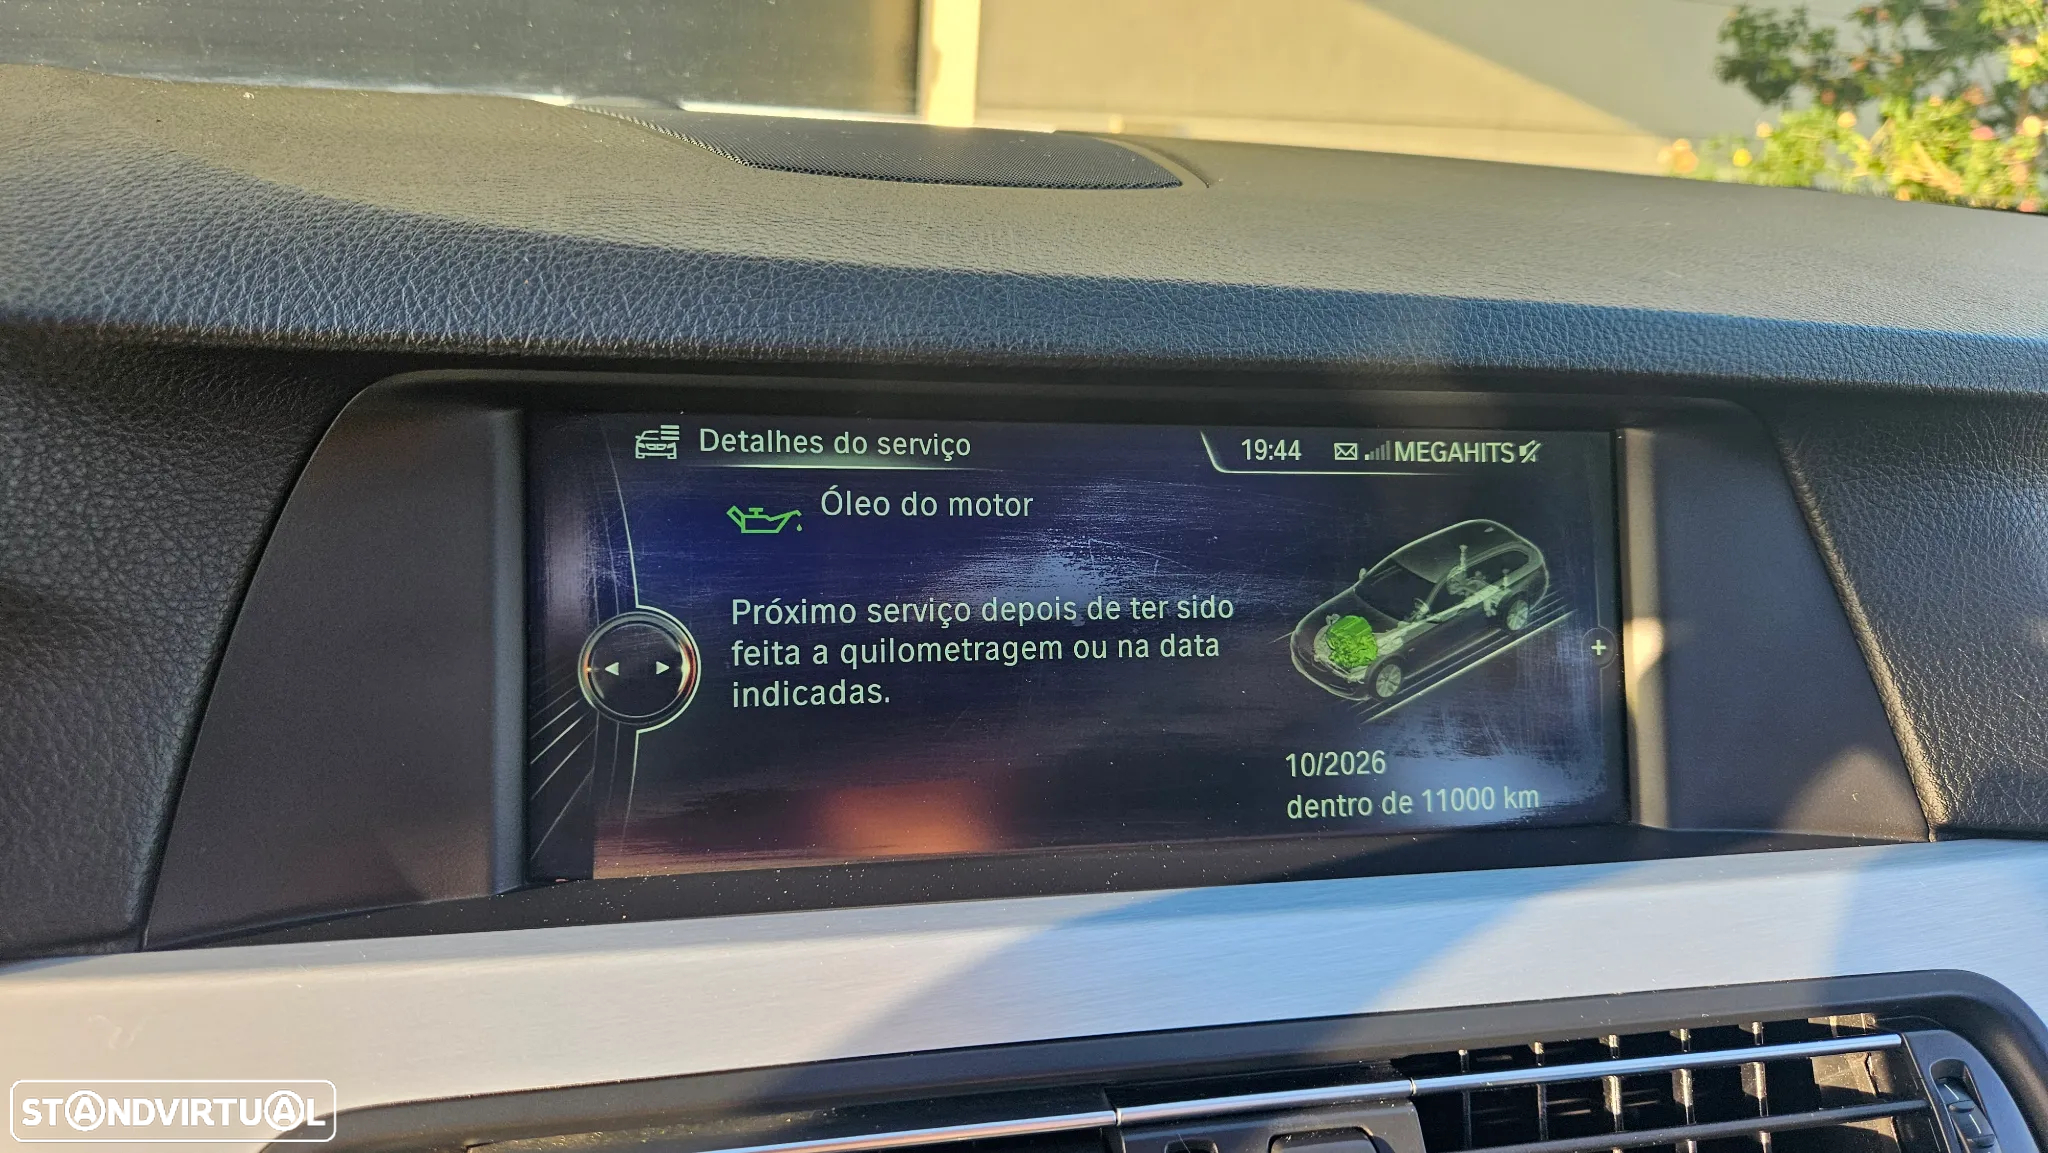 Detalhes do serviço
19:44
MEGAHITS
Óleo do motor
Próximo serviço depois de ter sido
feita a quilometragem ou na data
indicadas.
10/2026
dentro de 11000 km
STANDVIRTUAL